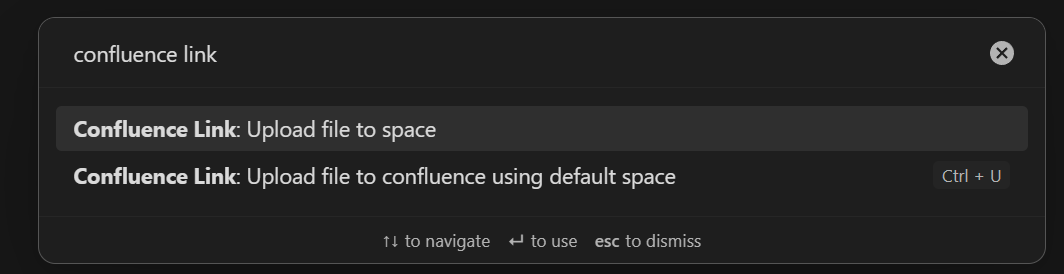 confluence link
Confluence Link: Upload file to space
Confluence Link: Upload file to confluence using default space Ctrl + U
↑↓ to navigate ↵ to use esc to dismiss